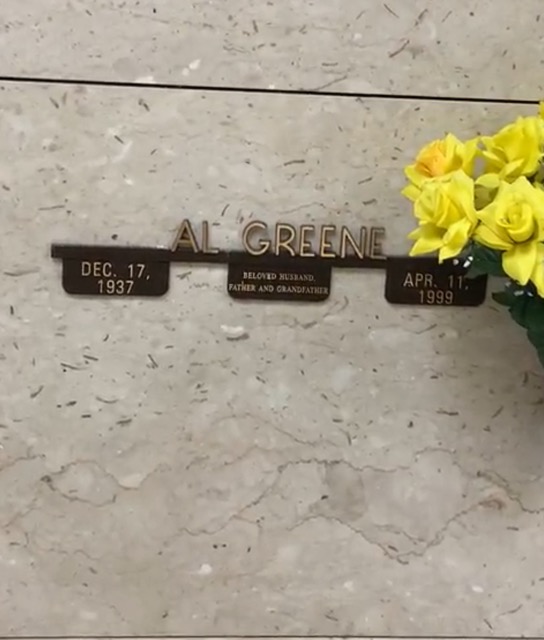 AL GREENE
DEC. 17,
1937
BELOVED HUSBAND,
FATHER AND GRANDFATHER
APR. 11,
1999